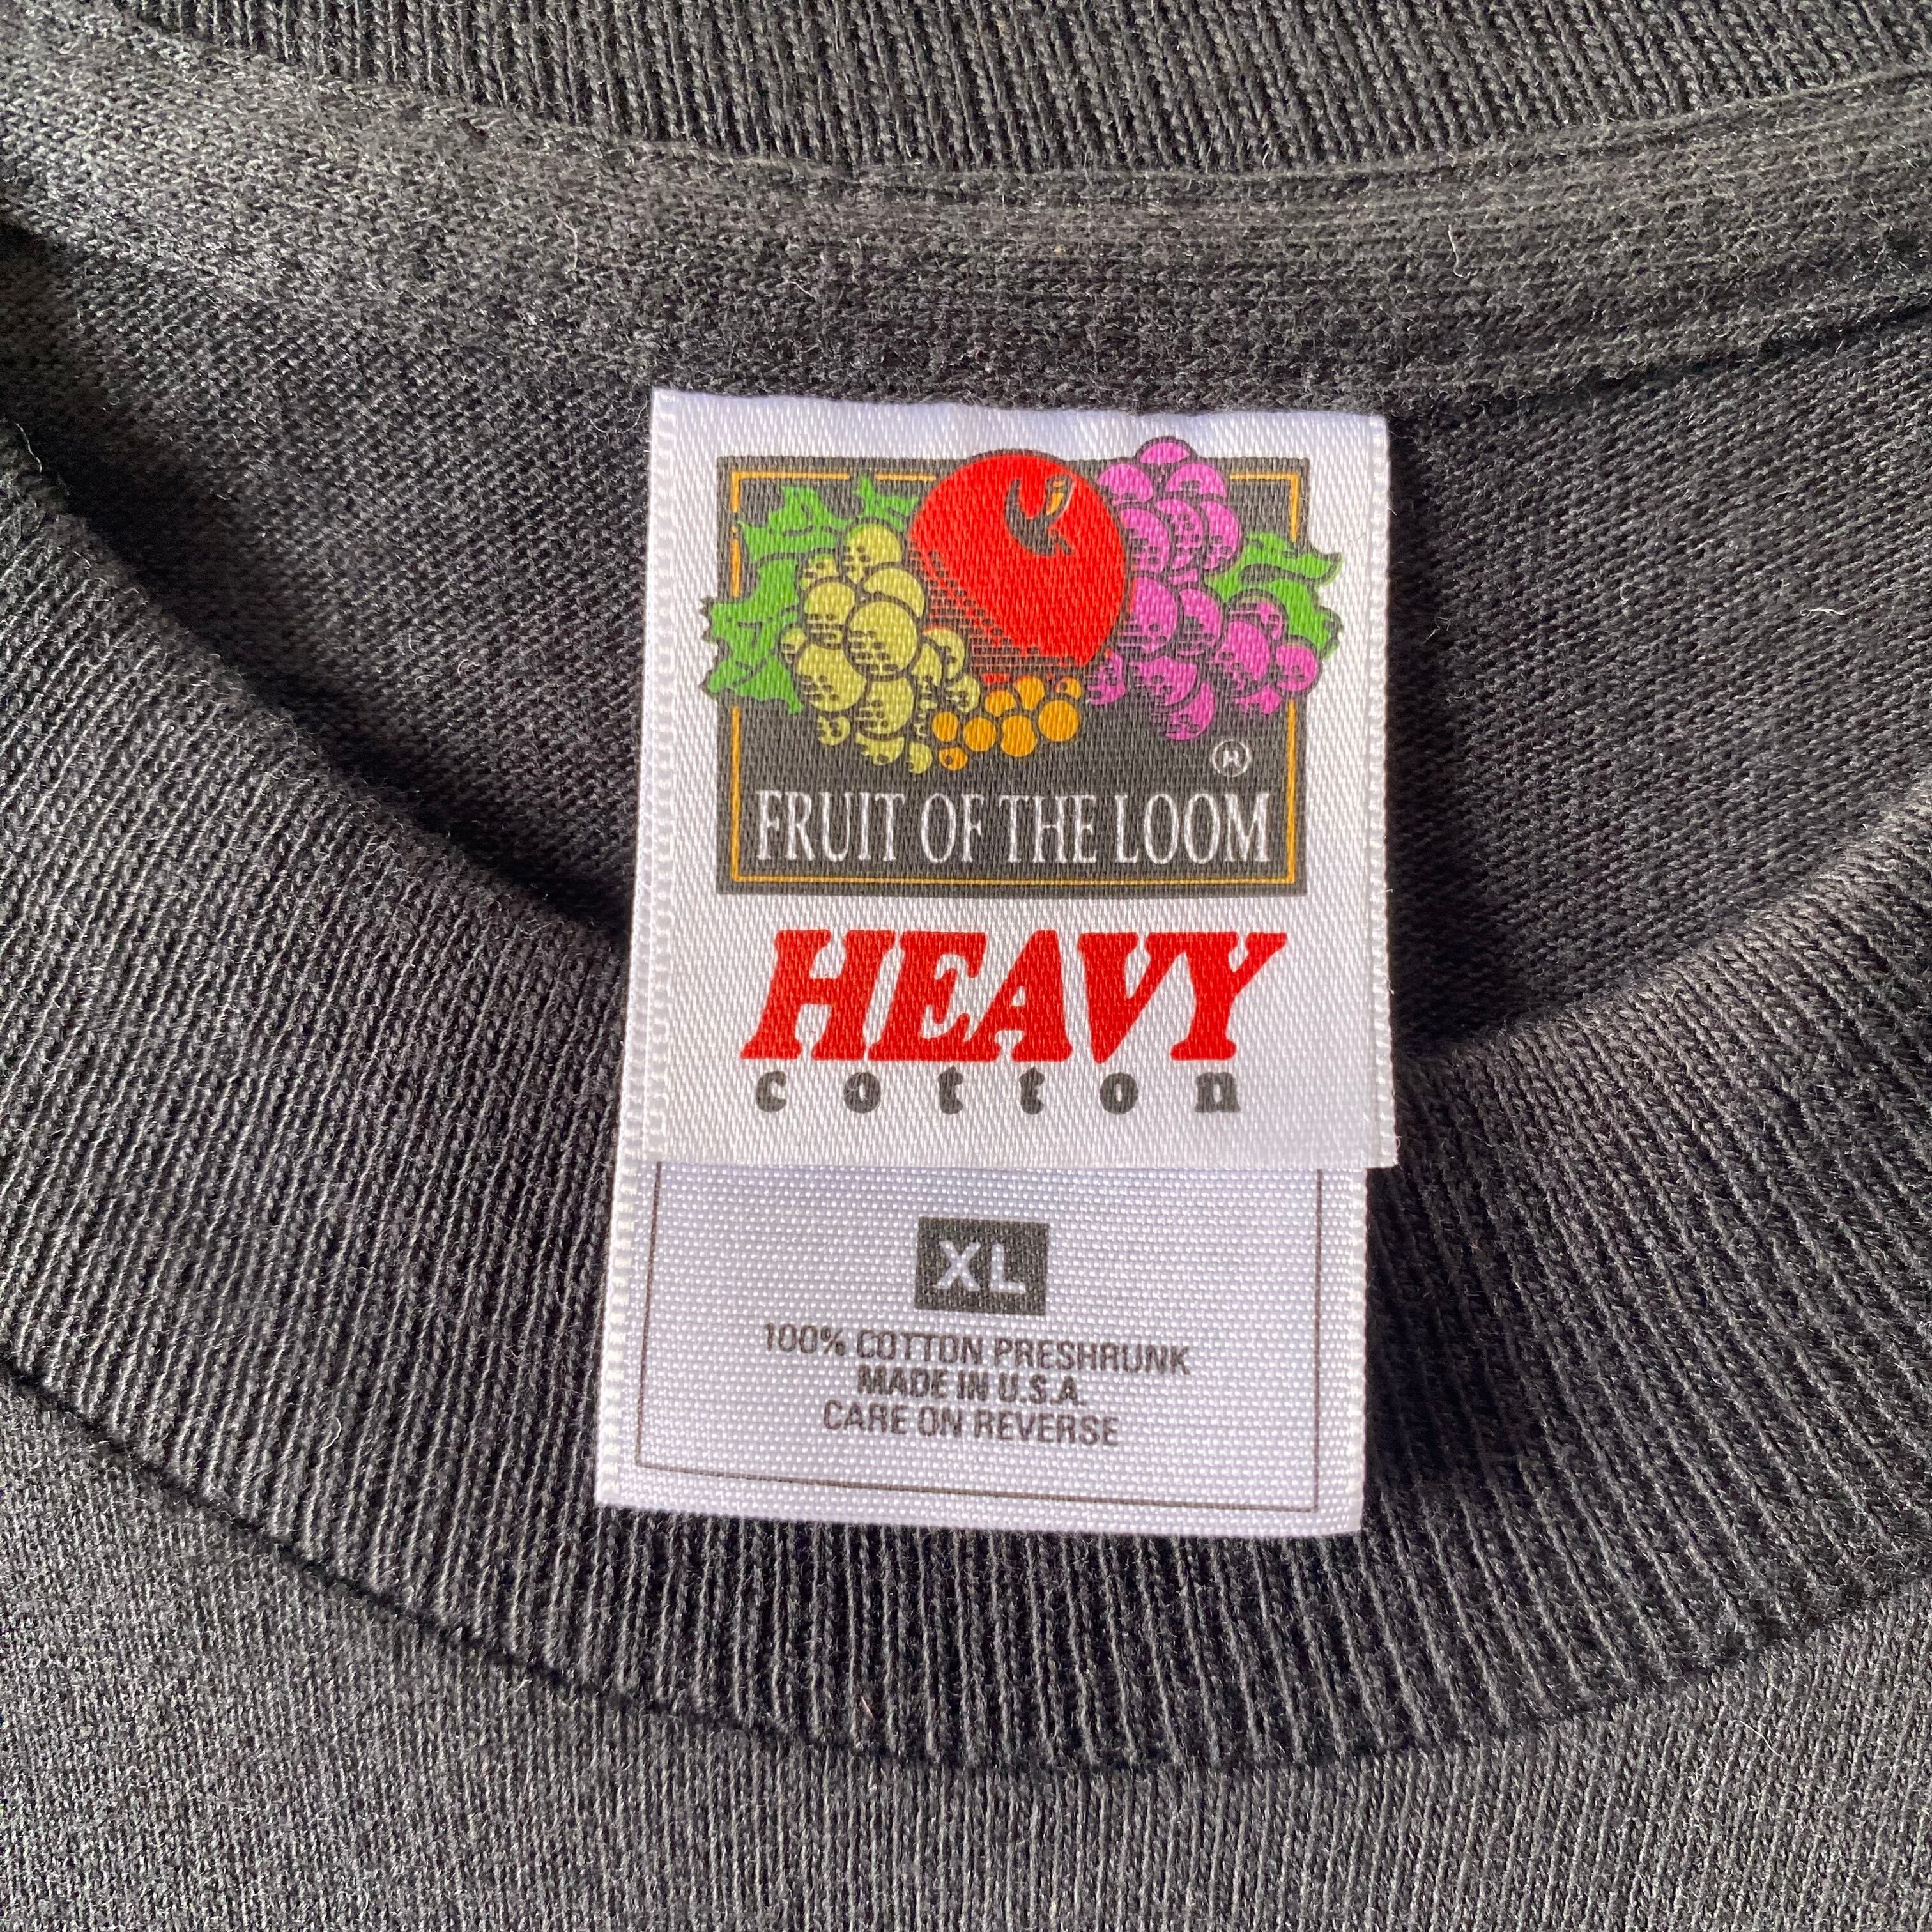 FRUIT OF THE LOOM
®
HEAVY
cotton
XL
100% COTTON PRESHRUNK
MADE IN U.S.A.
CARE ON REVERSE